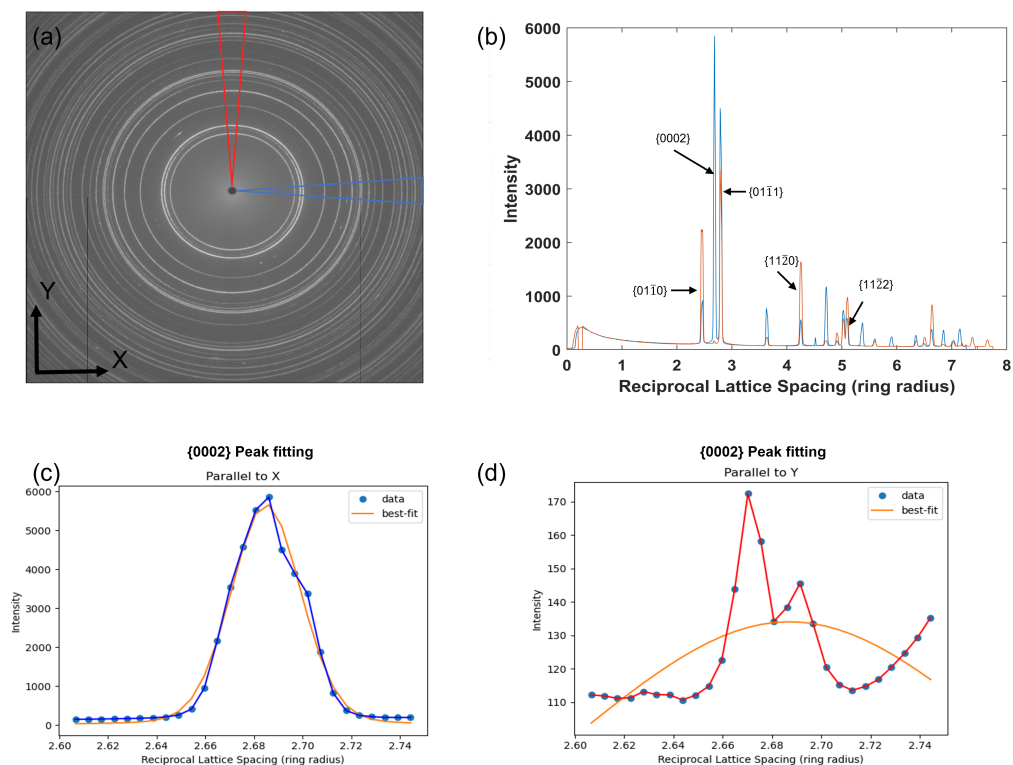 (a)
Y
X
(b)
6000
5000
4000
3000
2000
1000
0
Intensity
{0002}
{011̅1}
{112̅0}
{112̅2}
{011̅0}
0 1 2 3 4 5 6 7 8
Reciprocal Lattice Spacing (ring radius)
(c)
{0002} Peak fitting
Parallel to X
data
best-fit
6000
5000
4000
3000
2000
1000
0
Intensity
2.60 2.62 2.64 2.66 2.68 2.70 2.72 2.74
Reciprocal Lattice Spacing (ring radius)
(d)
{0002} Peak fitting
Parallel to Y
data
best-fit
170
160
150
140
130
120
110
Intensity
2.60 2.62 2.64 2.66 2.68 2.70 2.72 2.74
Reciprocal Lattice Spacing (ring radius)